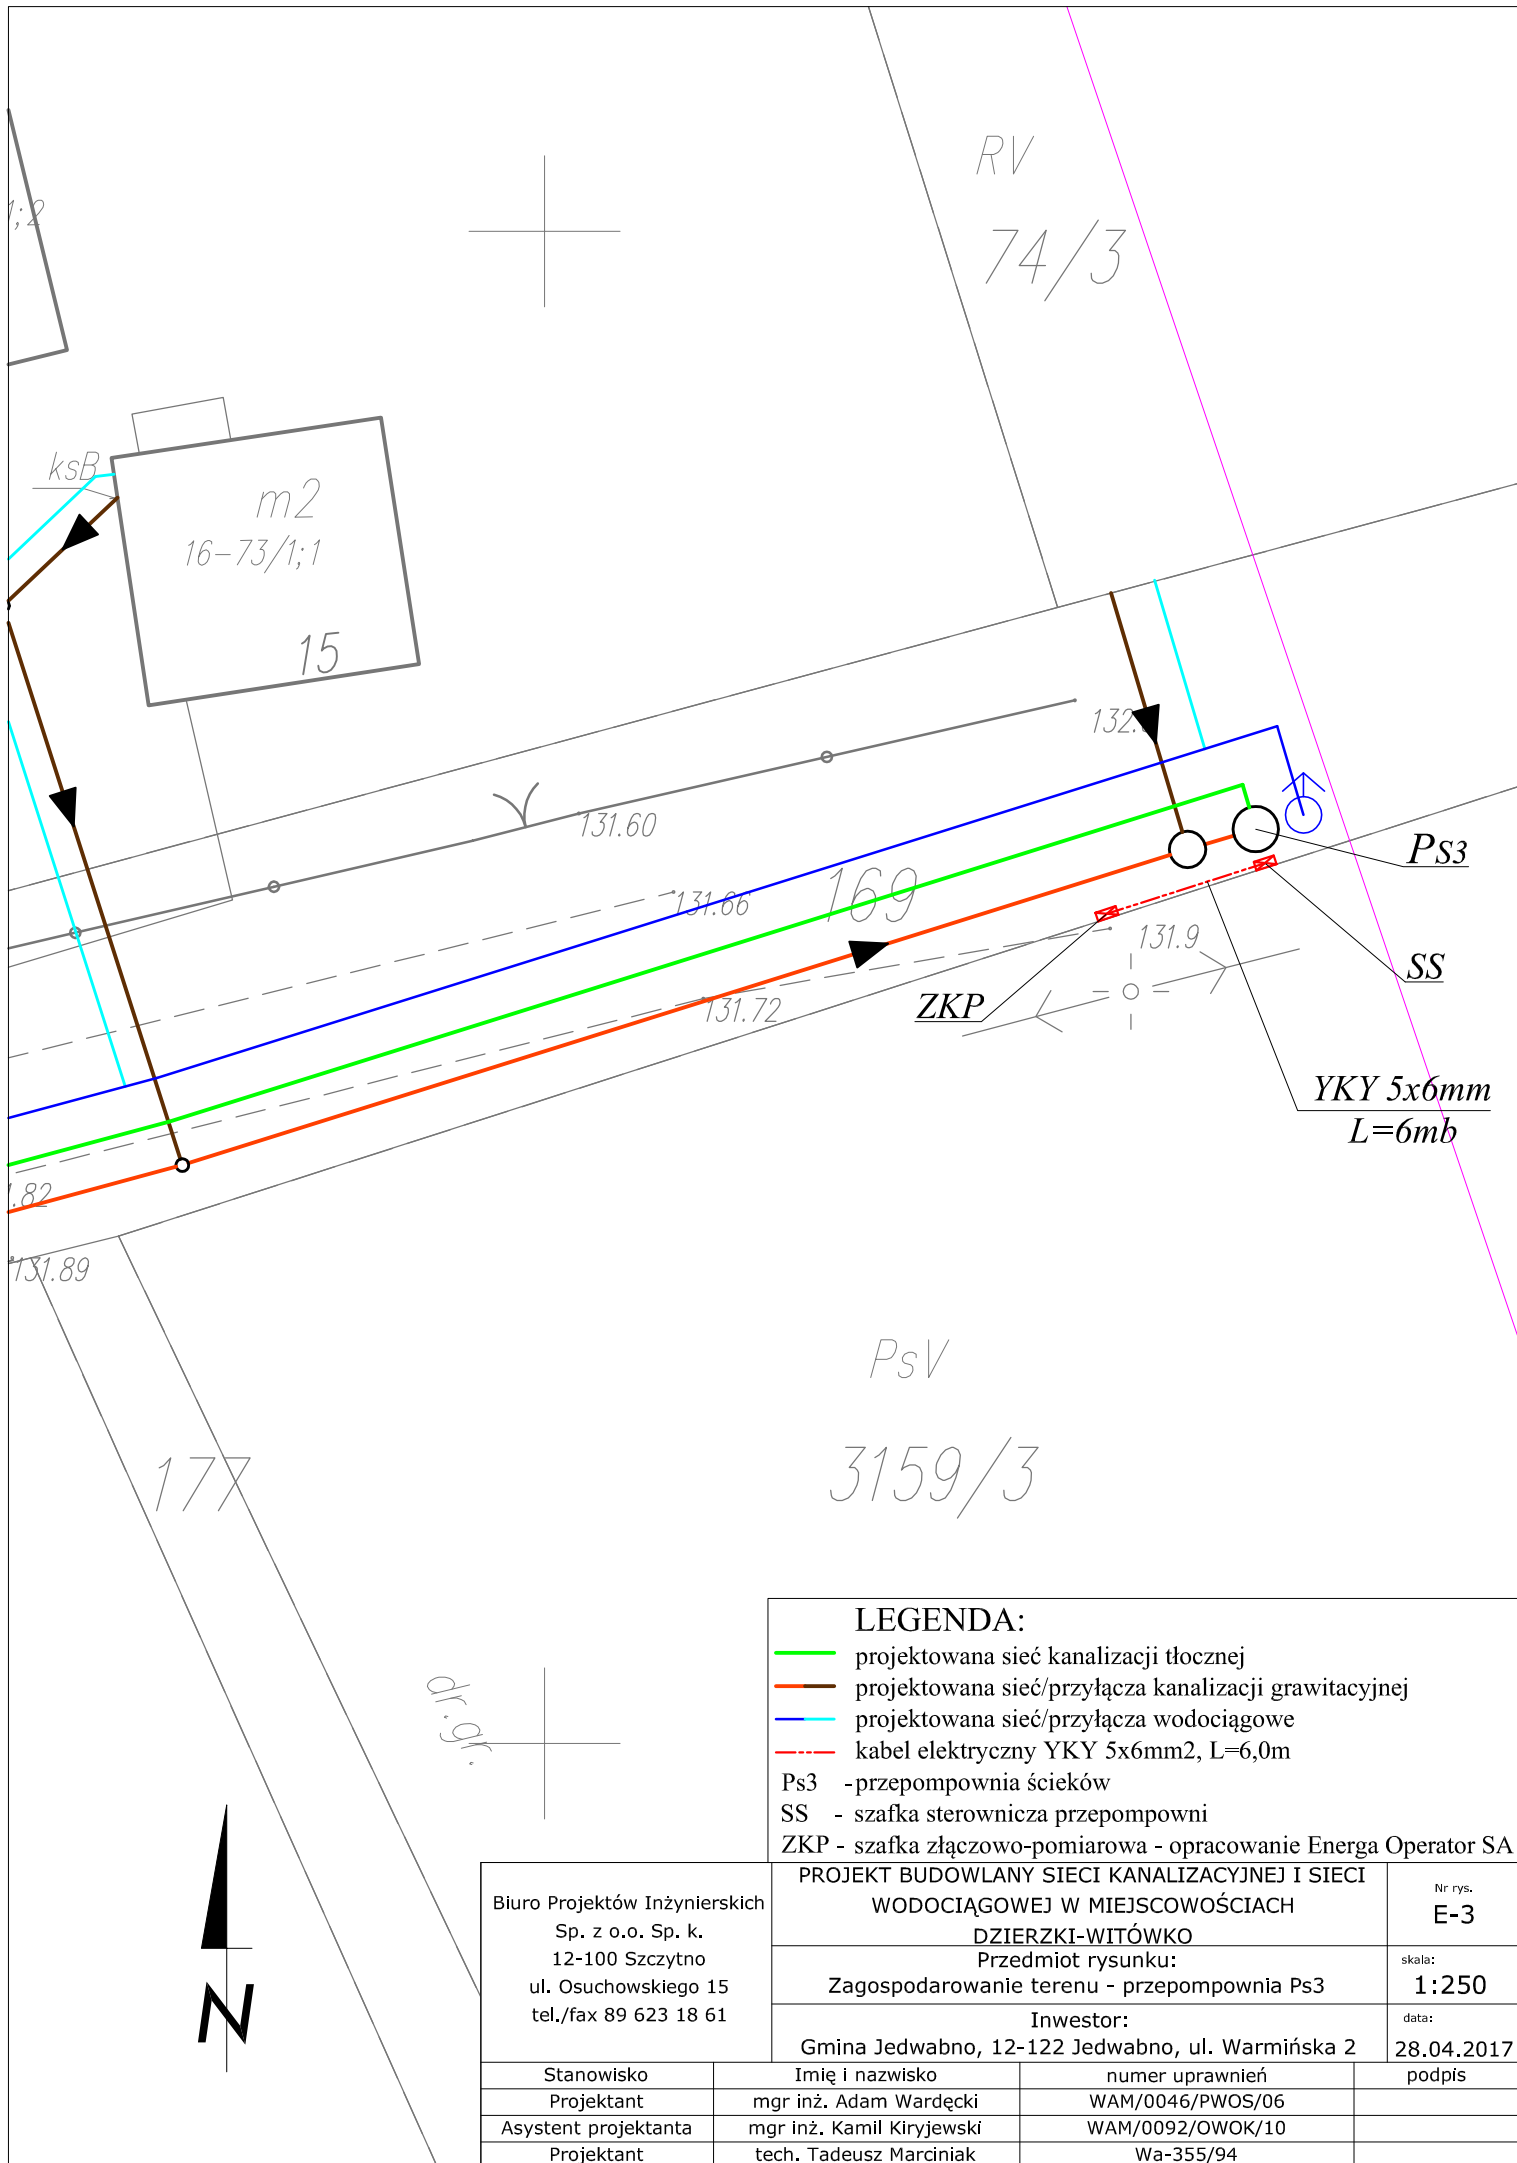 RV
74/3
1;2
ksB
m2
16-73/1;1
15
132.
131.60
Ps3
131.66
169
131.9
SS
ZKP
131.72
YKY 5x6mm
L=6mb
.82
131.89
PsV
3159/3
177
dr.gr.
N
LEGENDA:
projektowana sieć kanalizacji tłocznej
projektowana sieć/przyłącza kanalizacji grawitacyjnej
projektowana sieć/przyłącza wodociągowe
kabel elektryczny YKY 5x6mm2, L=6,0m
Ps3 -przepompownia ścieków
SS - szafka sterownicza przepompowni
ZKP - szafka złączowo-pomiarowa - opracowanie Energa Operator SA
Biuro Projektów Inżynierskich
Sp. z o.o. Sp. k.
12-100 Szczytno
ul. Osuchowskiego 15
tel./fax 89 623 18 61
PROJEKT BUDOWLANY SIECI KANALIZACYJNEJ I SIECI
WODOCIĄGOWEJ W MIEJSCOWOŚCIACH
DZIERZKI-WITÓWKO
Nr rys.
E-3
Przedmiot rysunku:
Zagospodarowanie terenu - przepompownia Ps3
skala:
1:250
Inwestor:
Gmina Jedwabno, 12-122 Jedwabno, ul. Warmińska 2
data:
28.04.2017
Stanowisko Imię i nazwisko numer uprawnień podpis
Projektant mgr inż. Adam Wardęcki WAM/0046/PWOS/06
Asystent projektanta mgr inż. Kamil Kiryjewski WAM/0092/OWOK/10
Projektant tech. Tadeusz Marciniak Wa-355/94